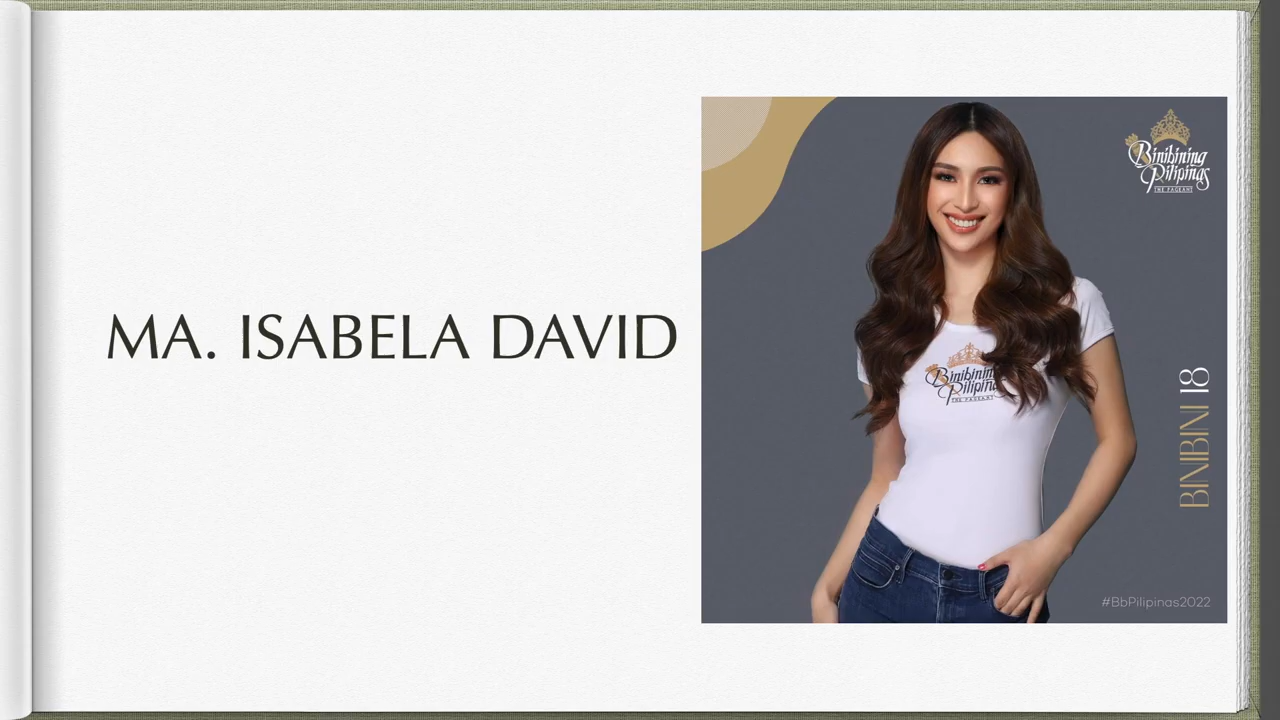 MA. ISABELA DAVID
Binibining
Pilipinas
THE PAGEANT
Binibining
Pilipinas
THE PAGEANT
BINIBINI 18
#BbPilipinas2022